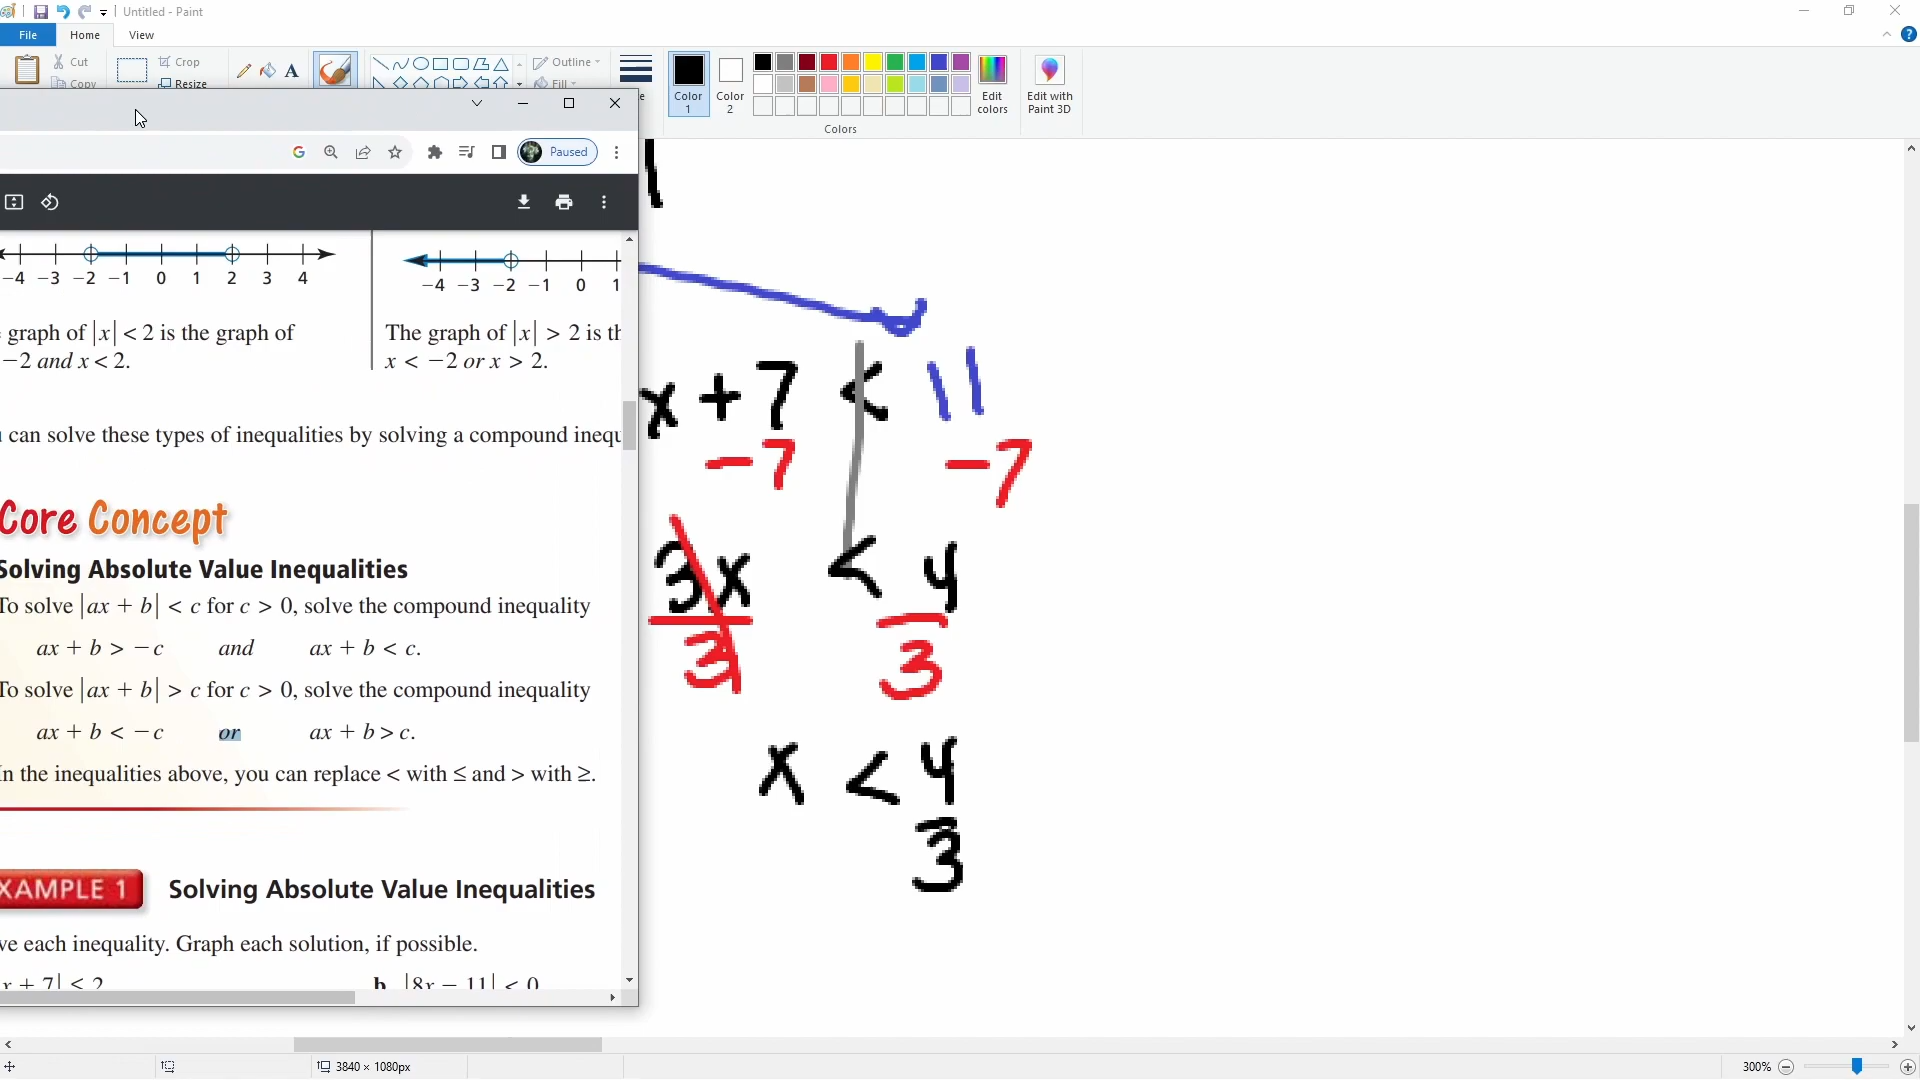 Untitled - Paint
File Home View
Cut
Copy
Crop
Resize
A
Outline
Fill
Color 1
Color 2
Edit colors
Edit with Paint 3D
Colors
Paused
−4 −3 −2 −1 0 1 2 3 4
−4 −3 −2 −1 0 1
graph of |x| < 2 is the graph of
−2 and x < 2.
The graph of |x| > 2 is th
x < −2 or x > 2.
can solve these types of inequalities by solving a compound inequ
Core Concept
Solving Absolute Value Inequalities
To solve |ax + b| < c for c > 0, solve the compound inequality
ax + b > −c and ax + b < c.
To solve |ax + b| > c for c > 0, solve the compound inequality
ax + b < −c or ax + b > c.
In the inequalities above, you can replace < with ≤ and > with ≥.
XAMPLE 1 Solving Absolute Value Inequalities
ve each inequality. Graph each solution, if possible.
x + 7| ≤ 2
b. |8x − 11| < 0
x + 7 < 11
−7 −7
3x < 4
3 3
x < 4
3
3840 × 1080px
300%